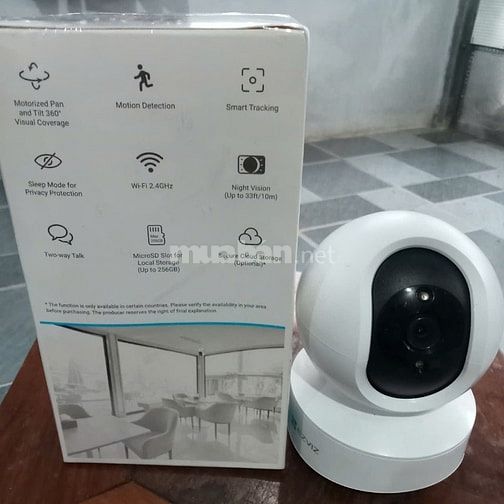 Motorized Pan
and Tilt 360°
Visual Coverage
Motion Detection
Smart Tracking
Sleep Mode for
Privacy Protection
Wi-Fi 2.4GHz
Night Vision
(Up to 33ft/10m)
Two-way Talk
MicroSD Slot for
Local Storage
(Up to 256GB)
Secure Cloud Storage
(Optional)*
muaban.net
* The function is only available in certain countries. Please verify the availability in your area
before purchasing. The producer reserves the right of final explanation.
EZVIZ